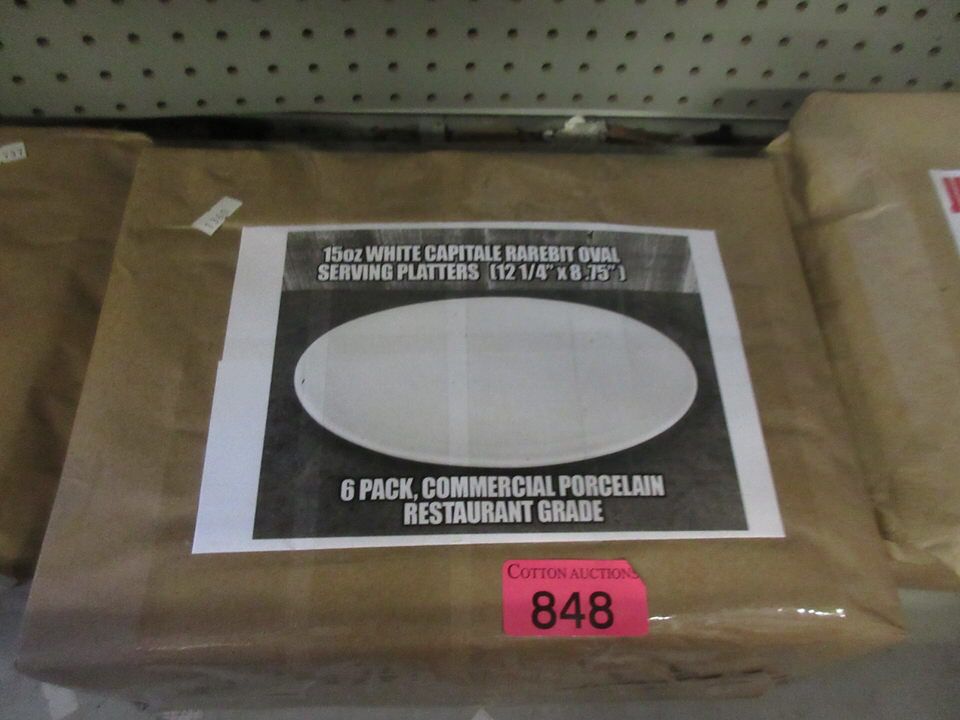 15oz WHITE CAPITALE RAREBIT OVAL
SERVING PLATTERS (12 1/4" x 8.75")
6 PACK, COMMERCIAL PORCELAIN
RESTAURANT GRADE
COTTON AUCTIONS
848